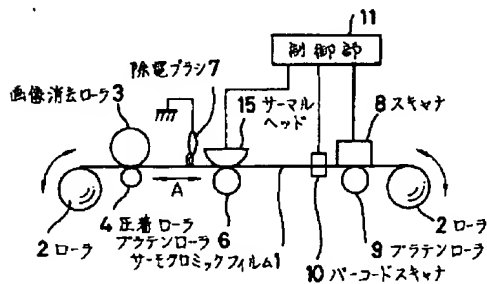 11
制御部
除電ブラシ7
画像消去ローラ3
15 サーマル
ヘッド
8 スキャナ
A
4 圧着ローラ
2 ローラ
プラテンローラ 6
サーモクロミックフィルム1
2 ローラ
9 プラテンローラ
10 バーコードスキャナ